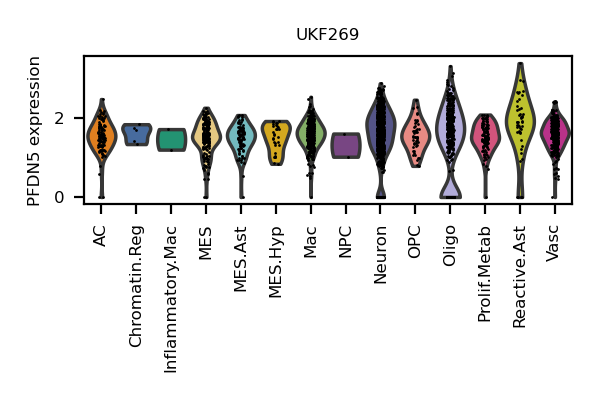 UKF269
PFDN5 expression
2
0
AC
Chromatin.Reg
Inflammatory.Mac
MES
MES.Ast
MES.Hyp
Mac
NPC
Neuron
OPC
Oligo
Prolif.Metab
Reactive.Ast
Vasc